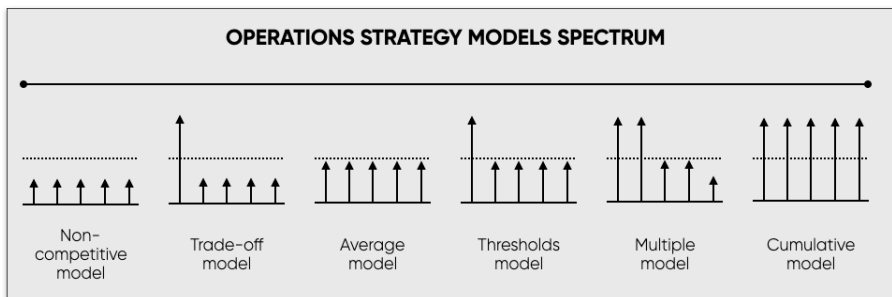 OPERATIONS STRATEGY MODELS SPECTRUM
Non-
competitive
model
Trade-off
model
Average
model
Thresholds
model
Multiple
model
Cumulative
model